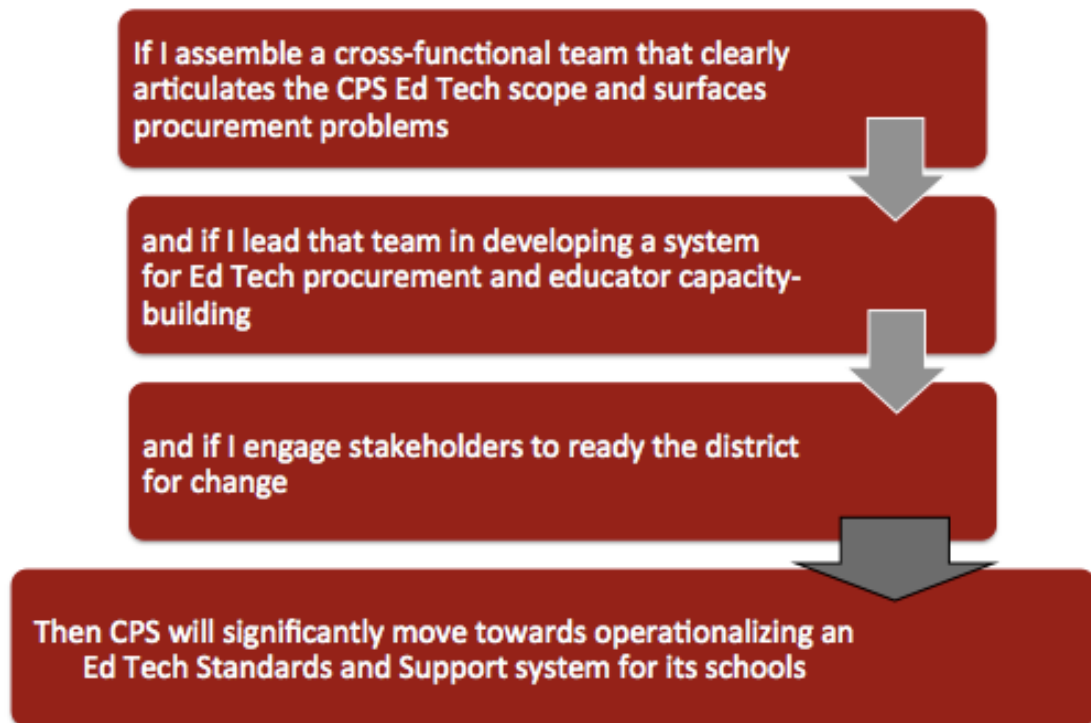 If I assemble a cross-functional team that clearly
articulates the CPS Ed Tech scope and surfaces
procurement problems
and if I lead that team in developing a system
for Ed Tech procurement and educator capacity-
building
and if I engage stakeholders to ready the district
for change
Then CPS will significantly move towards operationalizing an
Ed Tech Standards and Support system for its schools